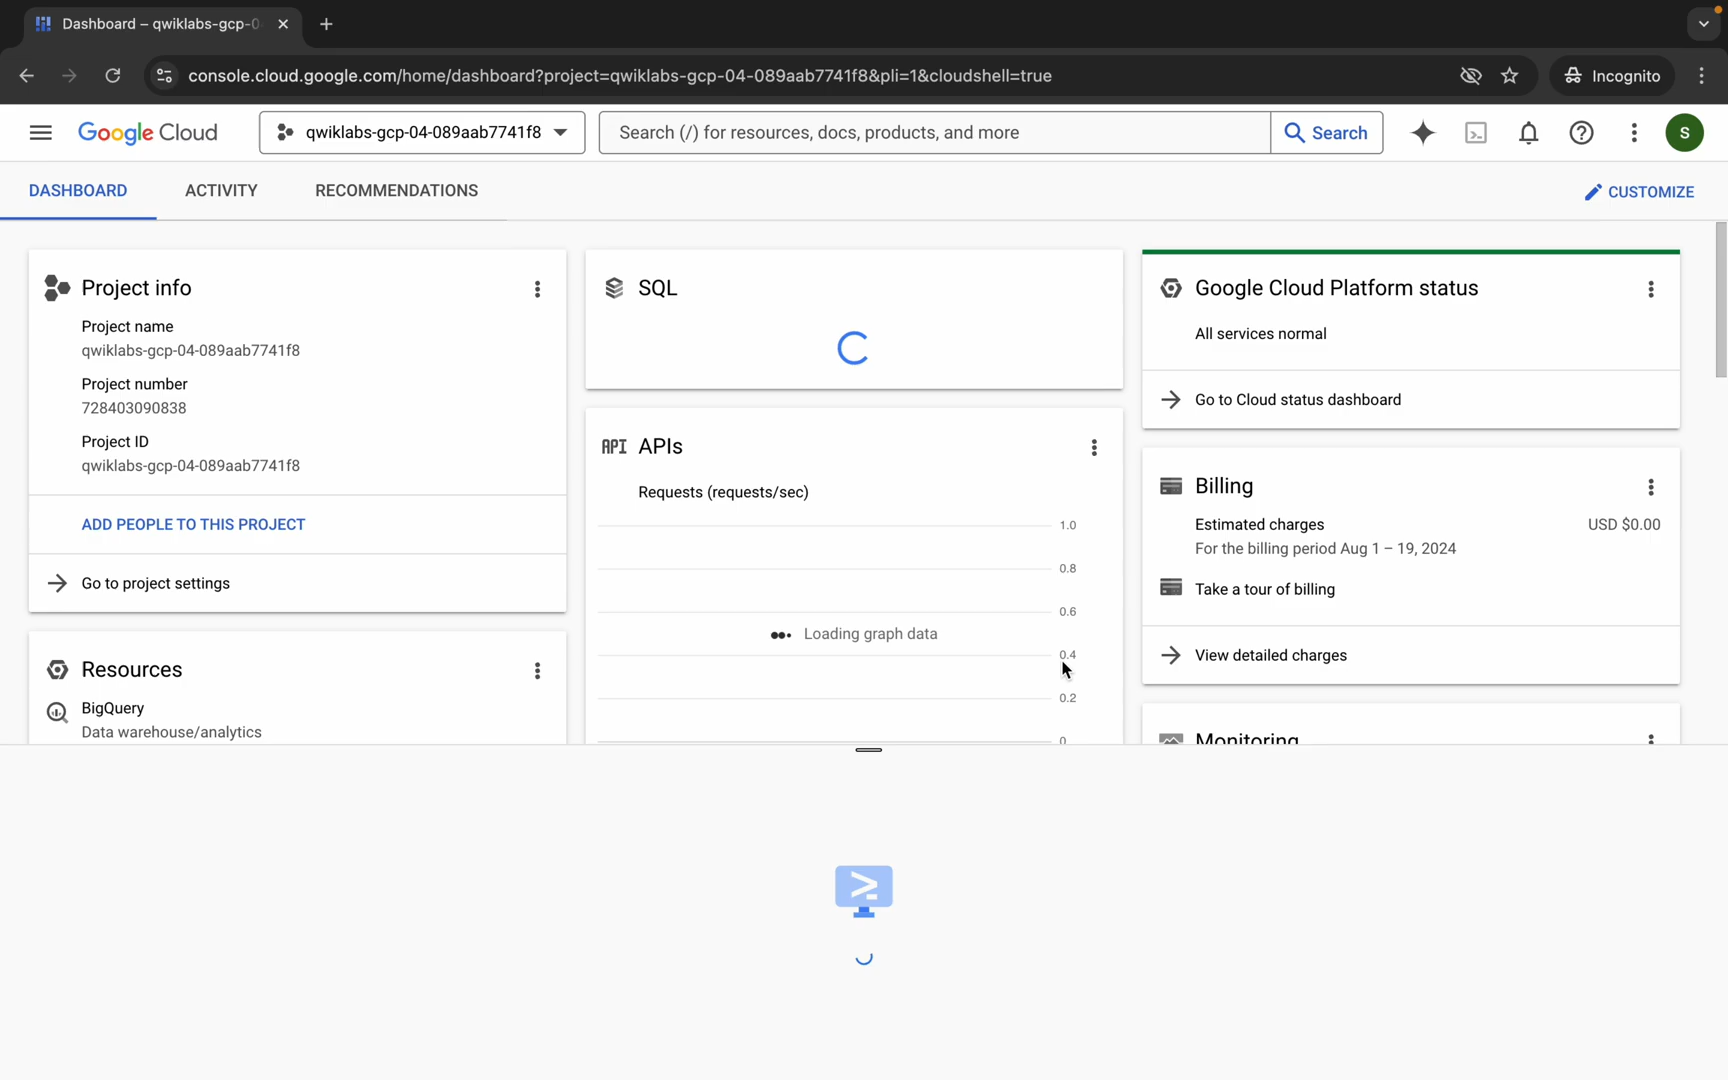 Dashboard – qwiklabs-gcp-0
console.cloud.google.com/home/dashboard?project=qwiklabs-gcp-04-089aab7741f8&pli=1&cloudshell=true
Incognito
Google Cloud
qwiklabs-gcp-04-089aab7741f8
Search (/) for resources, docs, products, and more
Search
S
DASHBOARD
ACTIVITY
RECOMMENDATIONS
CUSTOMIZE
Project info
Project name
qwiklabs-gcp-04-089aab7741f8
Project number
728403090838
Project ID
qwiklabs-gcp-04-089aab7741f8
ADD PEOPLE TO THIS PROJECT
Go to project settings
Resources
BigQuery
Data warehouse/analytics
SQL
API APIs
Requests (requests/sec)
1.0
0.8
0.6
Loading graph data
0.4
0.2
0
Google Cloud Platform status
All services normal
Go to Cloud status dashboard
Billing
Estimated charges
USD $0.00
For the billing period Aug 1 – 19, 2024
Take a tour of billing
View detailed charges
Monitoring